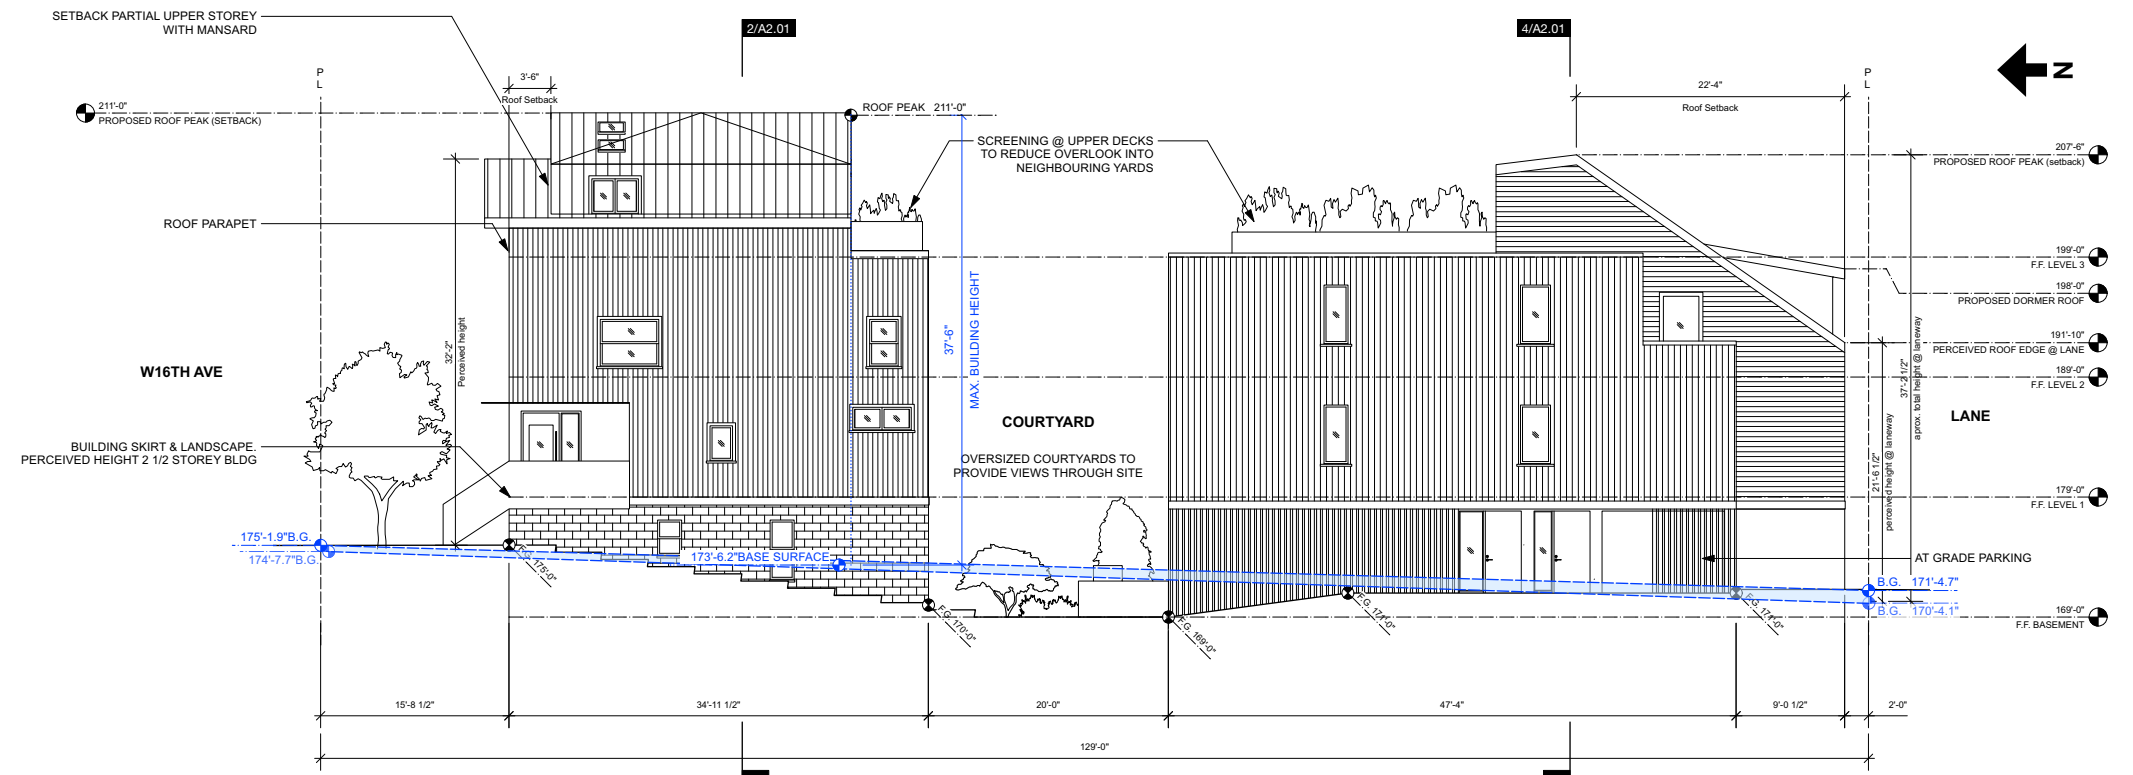 SETBACK PARTIAL UPPER STOREY
WITH MANSARD
2/A2.01
4/A2.01
N
P
L
3'-6"
Roof Setback
P
L
22'-4"
Roof Setback
211'-0"
PROPOSED ROOF PEAK (SETBACK)
ROOF PEAK 211'-0"
SCREENING @ UPPER DECKS
TO REDUCE OVERLOOK INTO
NEIGHBOURING YARDS
207'-6"
PROPOSED ROOF PEAK (setback)
ROOF PARAPET
199'-0"
F.F. LEVEL 3
198'-0"
PROPOSED DORMER ROOF
32'-2"
Perceived height
37'-6"
MAX. BUILDING HEIGHT
191'-10"
PERCEIVED ROOF EDGE @ LANE
37'-2 1/2"
aprox. total height @ laneway
W16TH AVE
189'-0"
F.F. LEVEL 2
COURTYARD
LANE
BUILDING SKIRT & LANDSCAPE.
PERCEIVED HEIGHT 2 1/2 STOREY BLDG
OVERSIZED COURTYARDS TO
PROVIDE VIEWS THROUGH SITE
21'-6 1/2"
perceived height @ laneway
179'-0"
F.F. LEVEL 1
175'-1.9"B.G.
174'-7.7"B.G.
173'-6.2"BASE SURFACE
AT GRADE PARKING
F.G. 175'-0"
B.G. 171'-4.7"
B.G. 170'-4.1"
F.G. 170'-0"
F.G. 169'-0"
F.G. 171'-0"
F.G. 171'-0"
169'-0"
F.F. BASEMENT
15'-8 1/2"
34'-11 1/2"
20'-0"
47'-4"
9'-0 1/2"
2'-0"
129'-0"